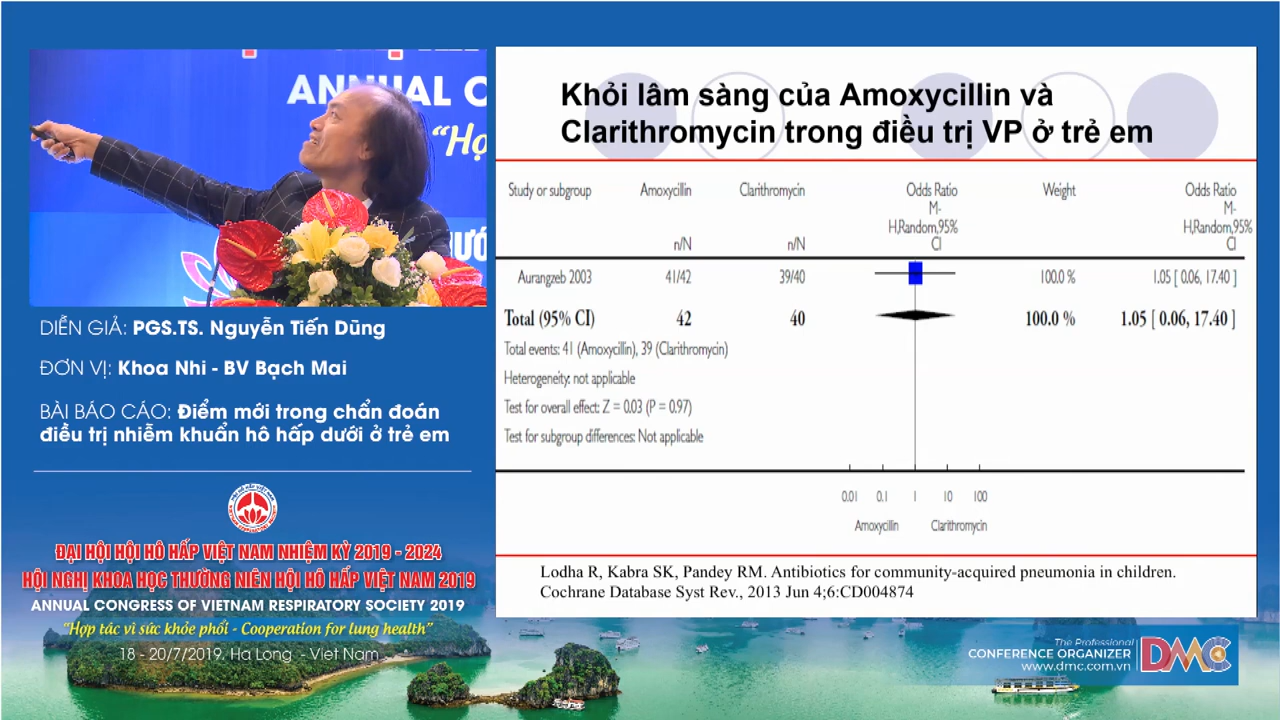 ANNUAL C
“Hợ
DIỄN GIẢ: PGS.TS. Nguyễn Tiến Dũng
ĐƠN VỊ: Khoa Nhi - BV Bạch Mai
BÀI BÁO CÁO: Điểm mới trong chẩn đoán
điều trị nhiễm khuẩn hô hấp dưới ở trẻ em
ĐẠI HỘI HỘI HÔ HẤP VIỆT NAM NHIỆM KỲ 2019 - 2024
HỘI NGHỊ KHOA HỌC THƯỜNG NIÊN HỘI HÔ HẤP VIỆT NAM 2019
ANNUAL CONGRESS OF VIETNAM RESPIRATORY SOCIETY 2019
“Hợp tác vì sức khỏe phổi - Cooperation for lung health”
18 - 20/7/2019. Ha Long - Viet Nam
Khỏi lâm sàng của Amoxycillin và
Clarithromycin trong điều trị VP ở trẻ em
Study or subgroup Amoxycillin Clarithromycin Odds Ratio Weight Odds Ratio
M- M-
H,Random,95% H,Random,95%
n/N n/N CI CI
Aurangzeb 2003 41/42 39/40 100.0 % 1.05 [ 0.06, 17.40 ]
Total (95% CI) 42 40 100.0 % 1.05 [ 0.06, 17.40 ]
Total events: 41 (Amoxycillin), 39 (Clarithromycin)
Heterogeneity: not applicable
Test for overall effect: Z = 0.03 (P = 0.97)
Test for subgroup differences: Not applicable
0.01 0.1 1 10 100
Amoxycillin Clarithromycin
Lodha R, Kabra SK, Pandey RM. Antibiotics for community-acquired pneumonia in children.
Cochrane Database Syst Rev., 2013 Jun 4;6:CD004874
The Professional
CONFERENCE ORGANIZER
www.dmc.com.vn
DMC